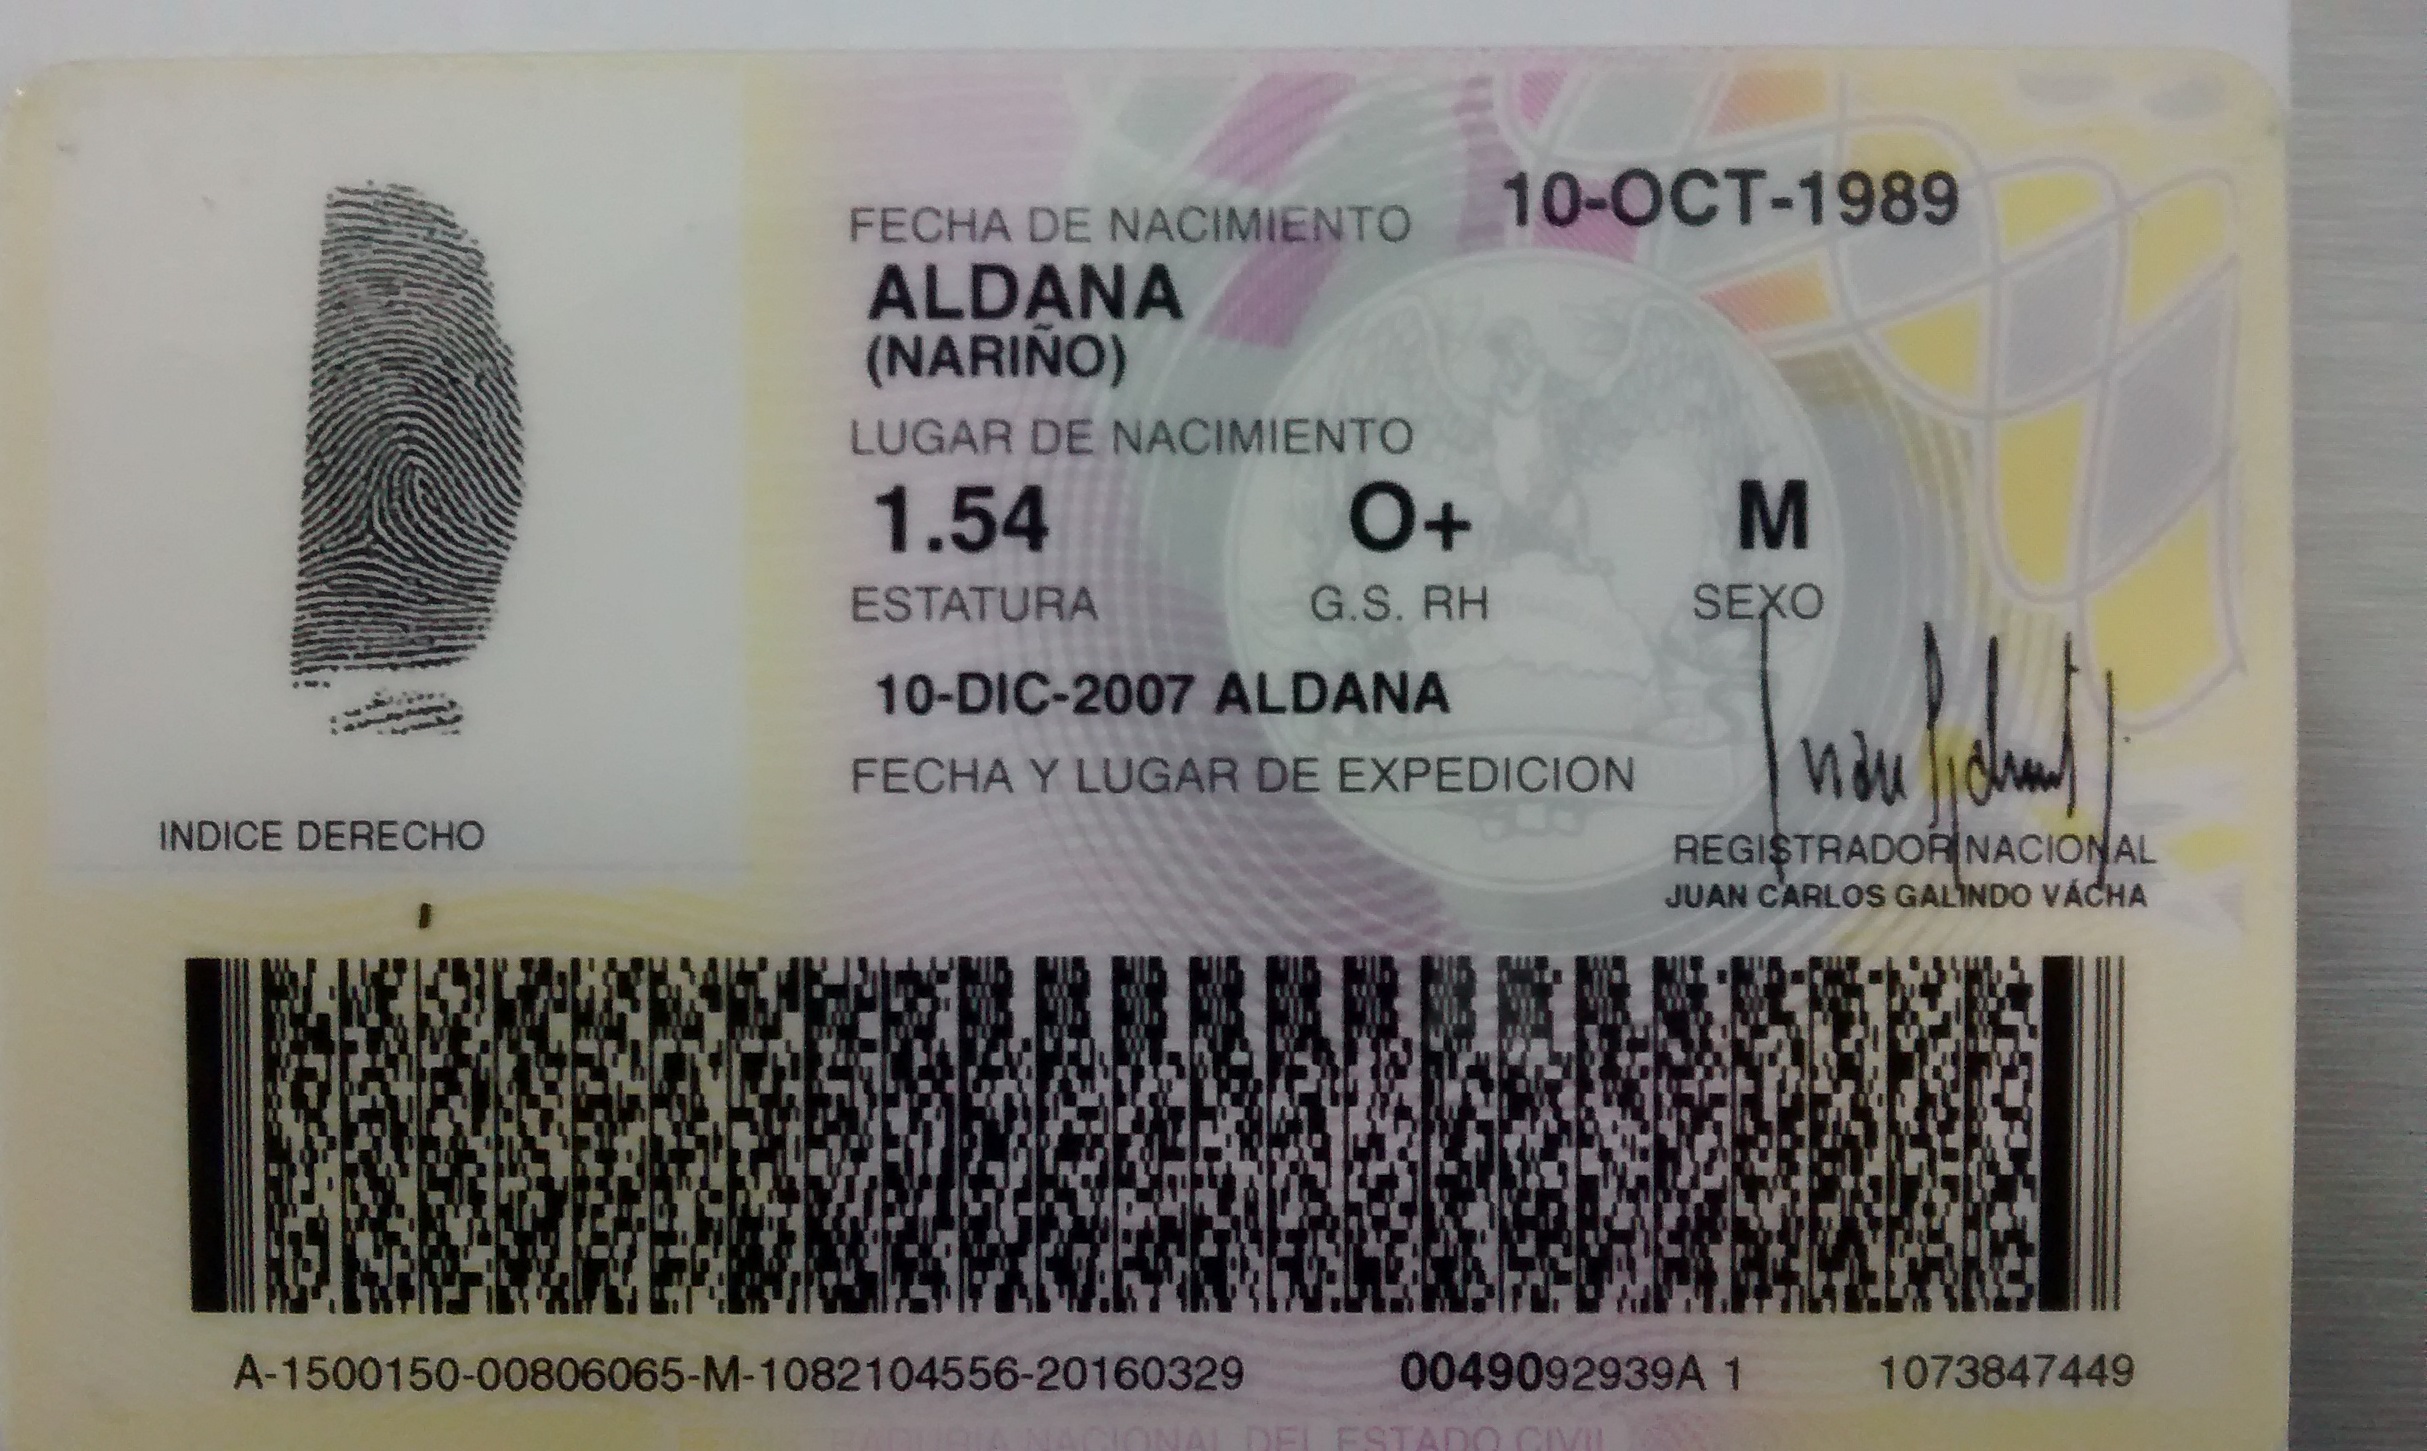 10-OCT-1989
FECHA DE NACIMIENTO
ALDANA
(NARIÑO)
LUGAR DE NACIMIENTO
1.54 O+ M
ESTATURA G.S. RH SEXO
10-DIC-2007 ALDANA
FECHA Y LUGAR DE EXPEDICION
INDICE DERECHO
REGISTRADOR NACIONAL
JUAN CARLOS GALINDO VÁCHA
A-1500150-00806065-M-1082104556-20160329 0049092939A 1 1073847449
REGISTRADURIA NACIONAL DEL ESTADO CIVIL